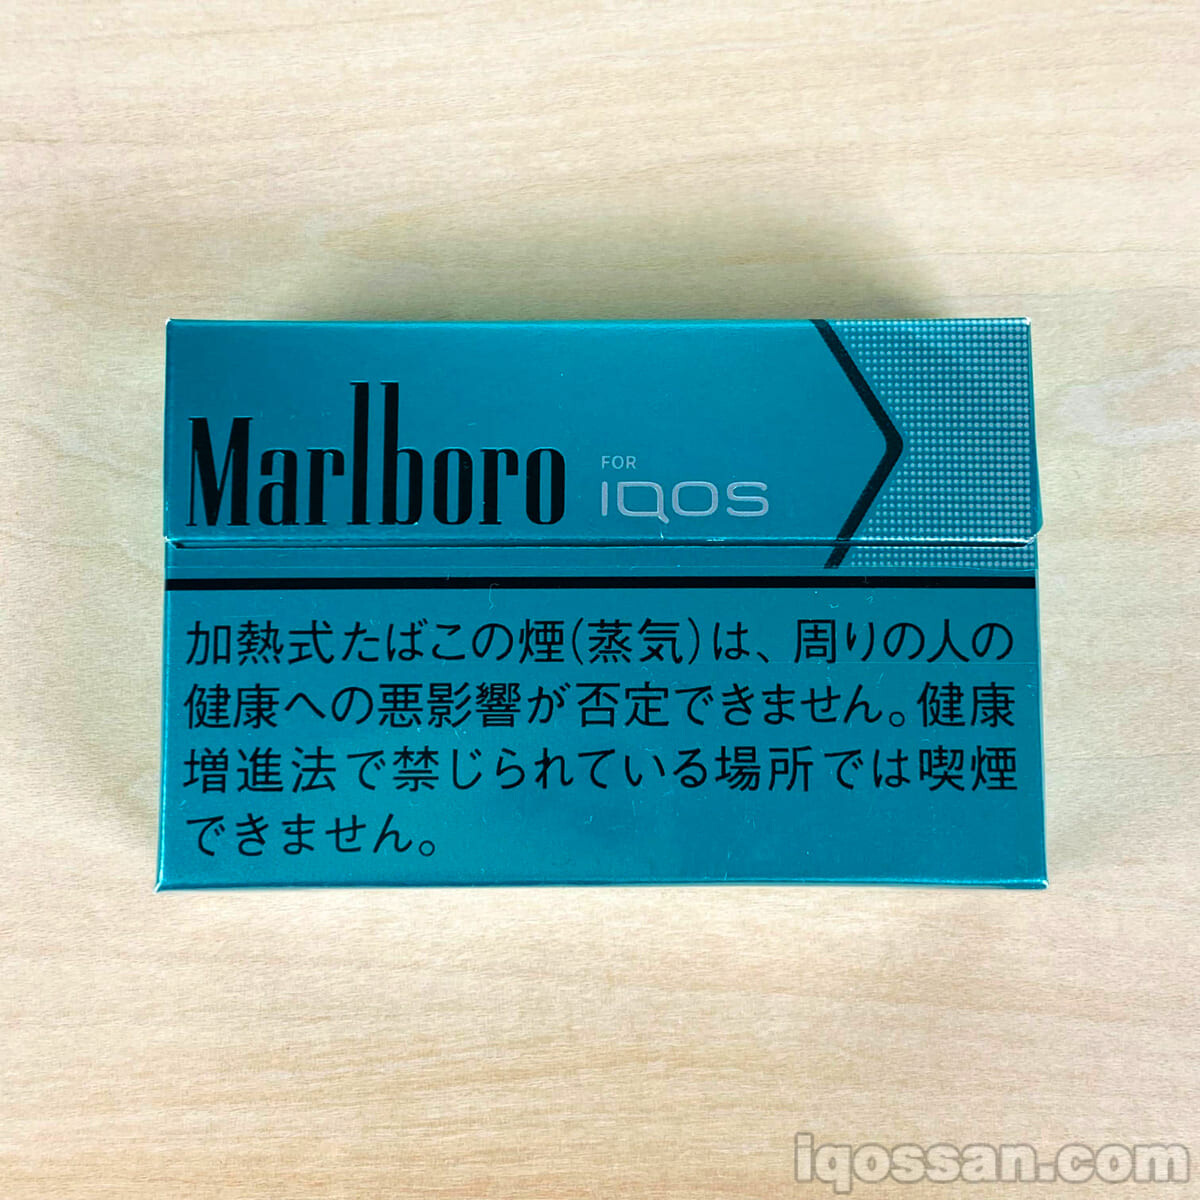 Marlboro
FOR
IQOS
加熱式たばこの煙(蒸気)は、周りの人の
健康への悪影響が否定できません。健康
増進法で禁じられている場所では喫煙
できません。
Iqossan.com